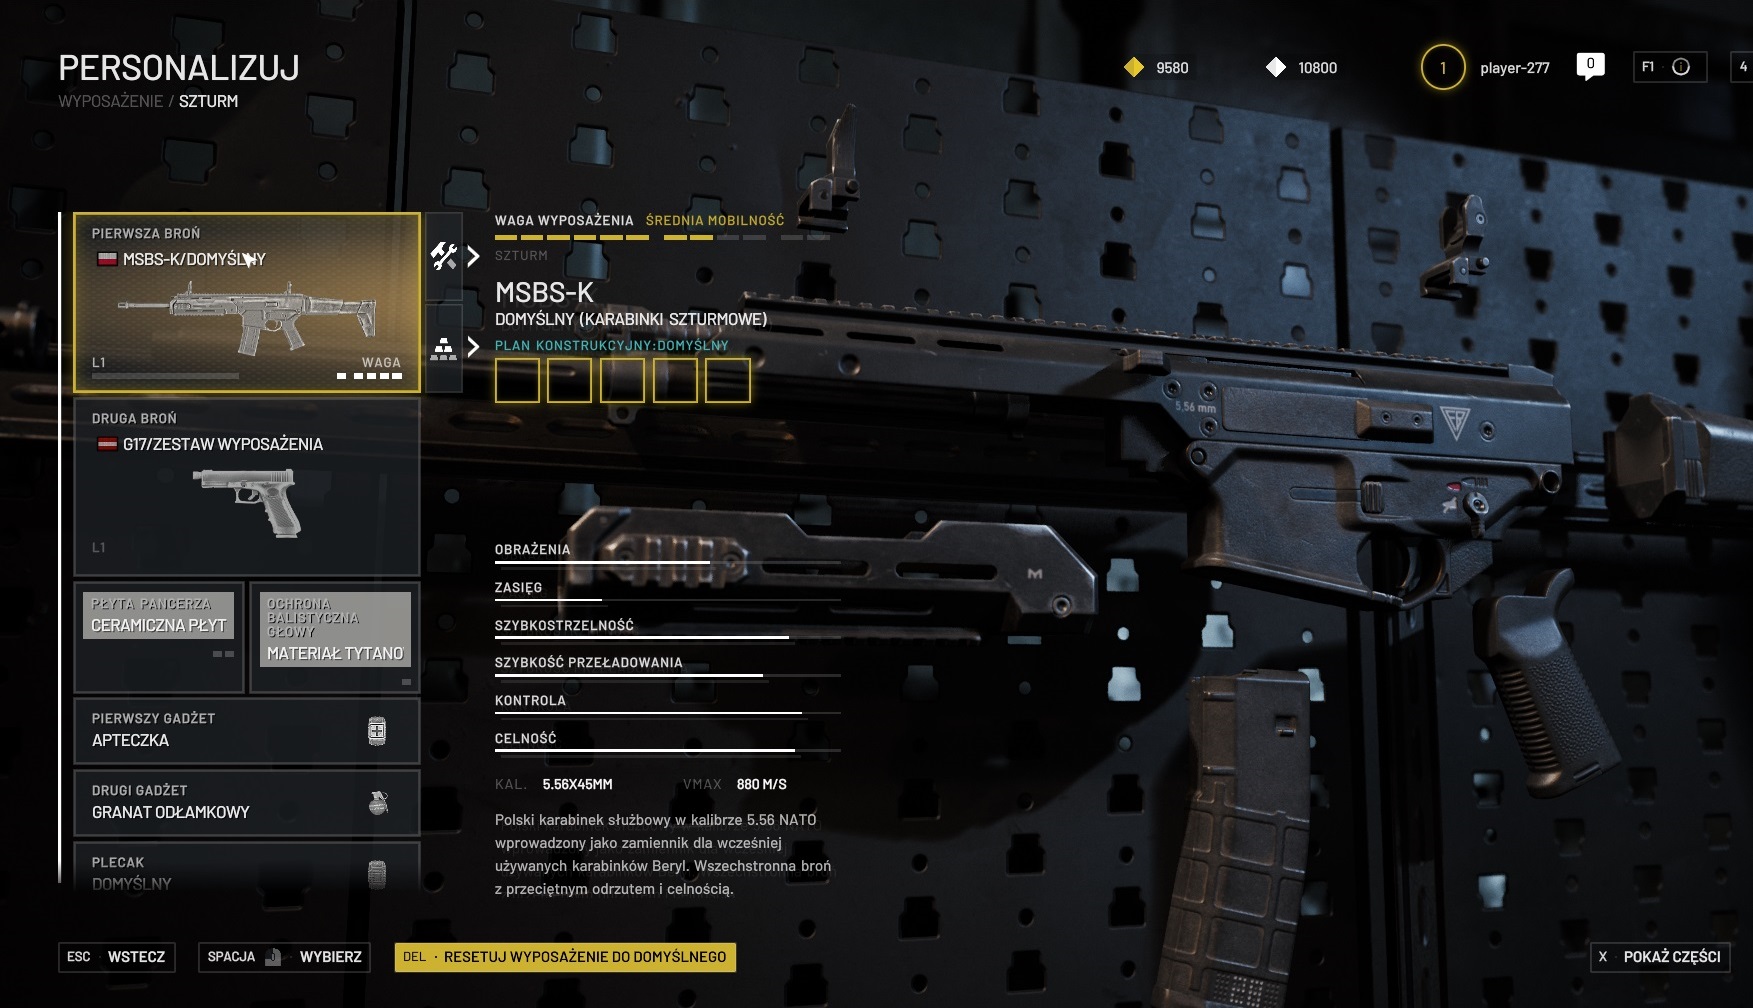 PERSONALIZUJ
WYPOSAŻENIE / SZTURM
9580
10800
1
player-277
0
F1
4
PIERWSZA BROŃ
MSBS-K/DOMYŚLNY
L1
WAGA
DRUGA BROŃ
G17/ZESTAW WYPOSAŻENIA
L1
PŁYTA PANCERZA
CERAMICZNA PŁYT
OCHRONA
BALISTYCZNA
GŁOWY
MATERIAŁ TYTANO
PIERWSZY GADŻET
APTECZKA
DRUGI GADŻET
GRANAT ODŁAMKOWY
PLECAK
DOMYŚLNY
WAGA WYPOSAŻENIA ŚREDNIA MOBILNOŚĆ
SZTURM
MSBS-K
DOMYŚLNY (KARABINKI SZTURMOWE)
PLAN KONSTRUKCYJNY:DOMYŚLNY
OBRAŻENIA
ZASIĘG
SZYBKOSTRZELNOŚĆ
SZYBKOŚĆ PRZEŁADOWANIA
KONTROLA
CELNOŚĆ
KAL. 5.56X45MM VMAX 880 M/S
Polski karabinek służbowy w kalibrze 5.56 NATO
wprowadzony jako zamiennik dla wcześniej
używanych karabinków Beryl. Wszechstronna broń
z przeciętnym odrzutem i celnością.
5,56 mm
M
ESC · WSTECZ
SPACJA · WYBIERZ
DEL · RESETUJ WYPOSAŻENIE DO DOMYŚLNEGO
X · POKAŻ CZĘŚCI